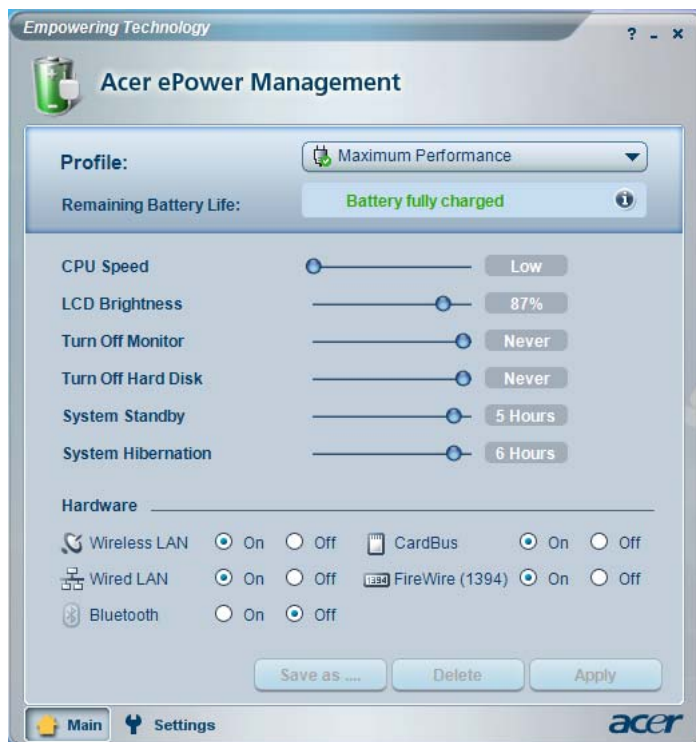 Empowering Technology
? - x
Acer ePower Management
Profile: Maximum Performance
Remaining Battery Life: Battery fully charged
CPU Speed Low
LCD Brightness 87%
Turn Off Monitor Never
Turn Off Hard Disk Never
System Standby 5 Hours
System Hibernation 6 Hours
Hardware
Wireless LAN On Off CardBus On Off
Wired LAN On Off 1394 FireWire (1394) On Off
Bluetooth On Off
Save as .... Delete Apply
Main Settings acer